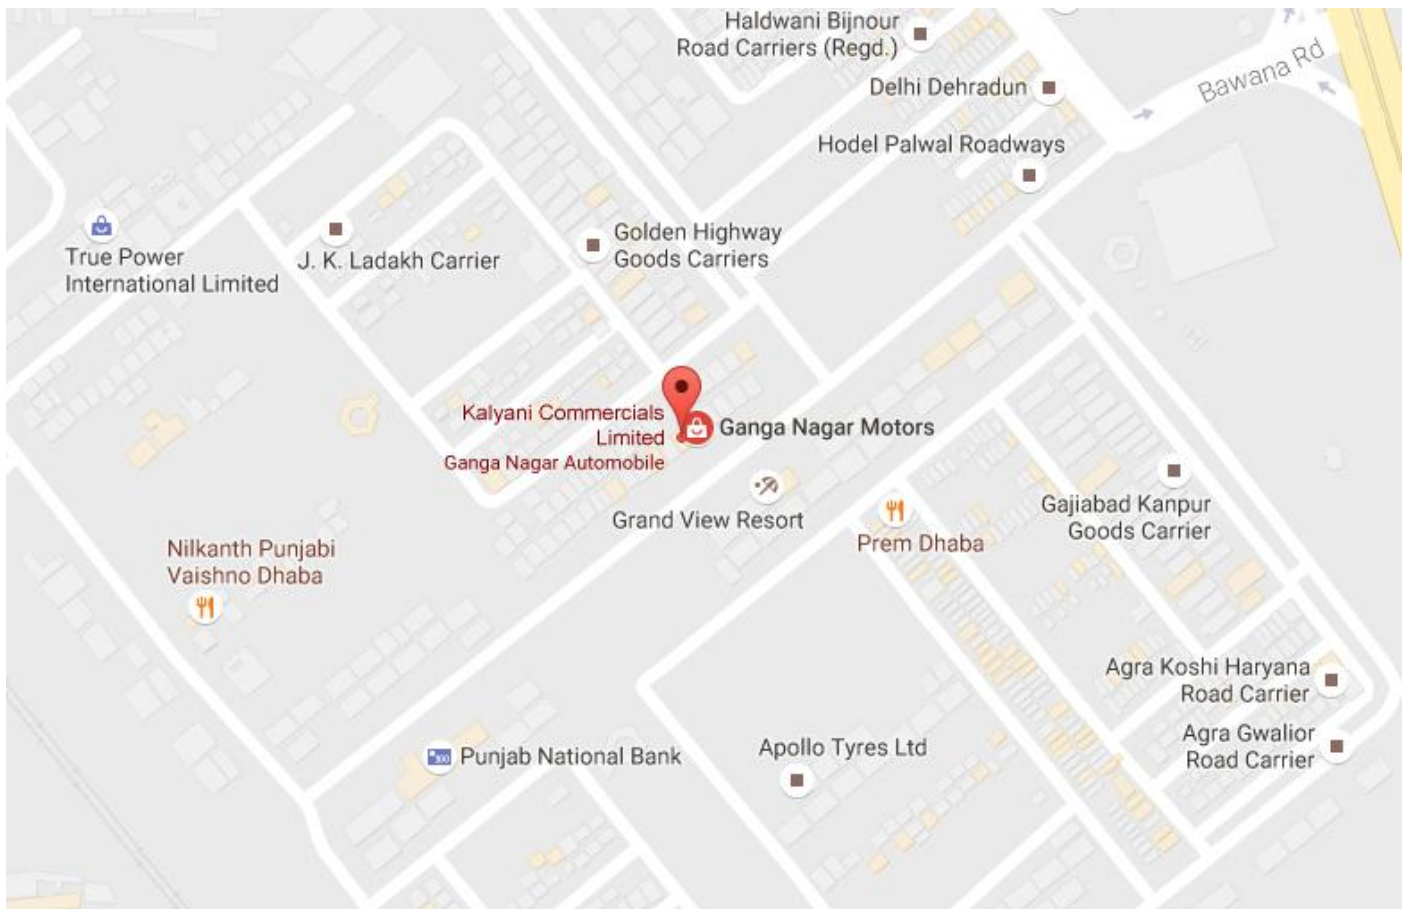 Haldwani Bijnour
Road Carriers (Regd.)
Bawana Rd
Delhi Dehradun
Hodel Palwal Roadways
True Power
International Limited
J. K. Ladakh Carrier
Golden Highway
Goods Carriers
Kalyani Commercials
Limited
Ganga Nagar Automobile
Ganga Nagar Motors
Grand View Resort
Prem Dhaba
Gajiabad Kanpur
Goods Carrier
Nilkanth Punjabi
Vaishno Dhaba
Agra Koshi Haryana
Road Carrier
Agra Gwalior
Road Carrier
Punjab National Bank
Apollo Tyres Ltd